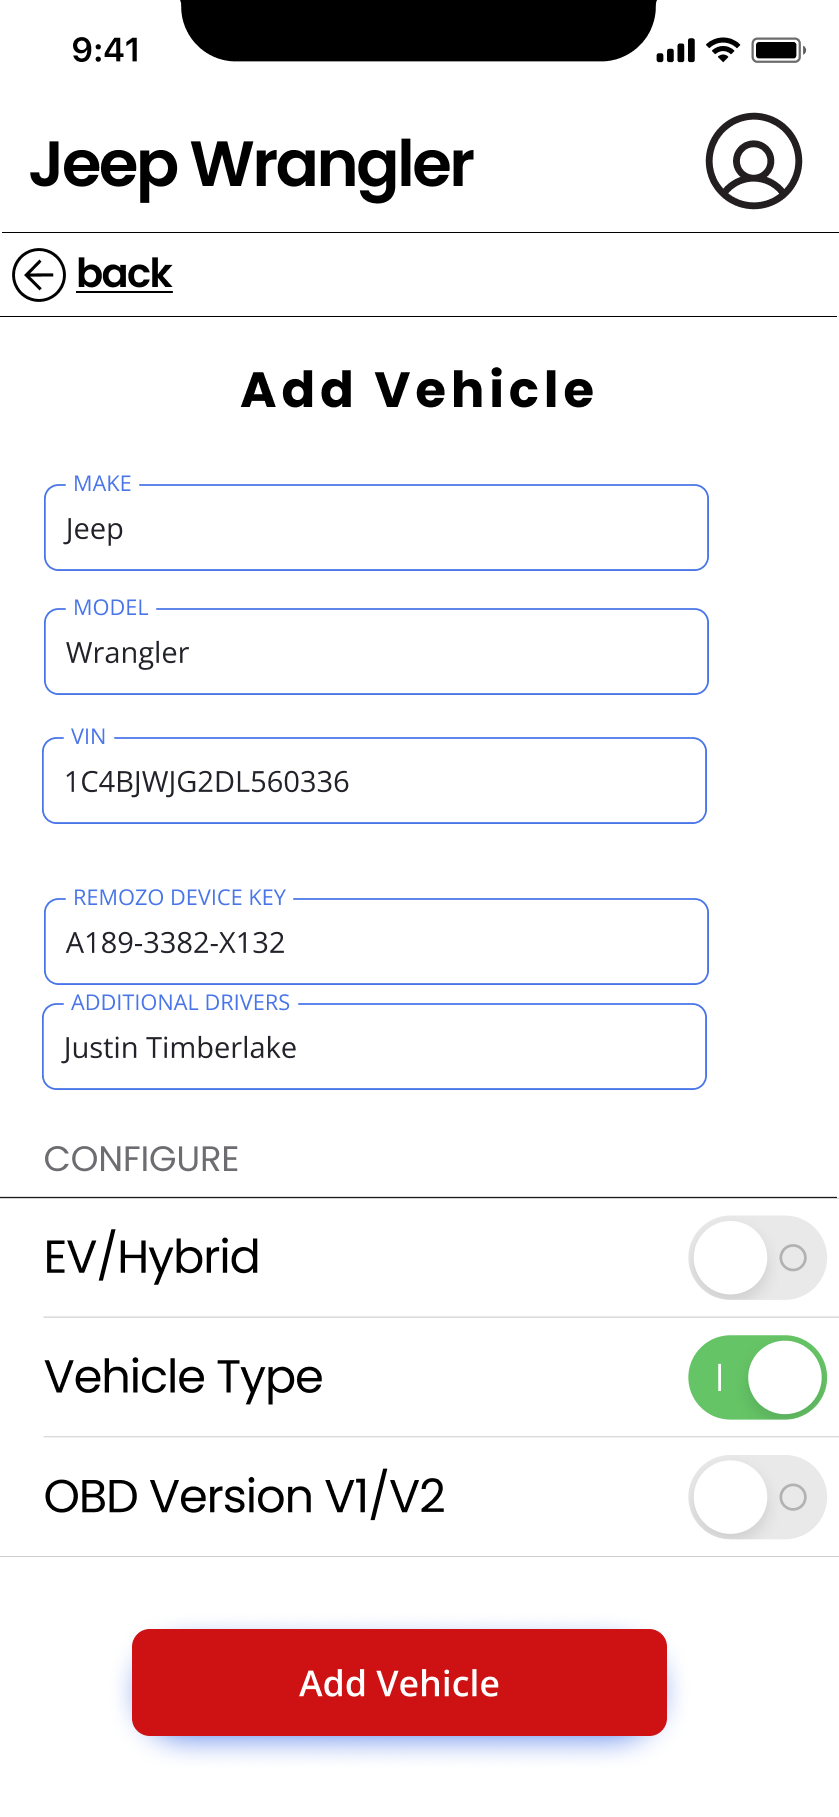 9:41
Jeep Wrangler
back
Add Vehicle
MAKE
Jeep
MODEL
Wrangler
VIN
1C4BJWJG2DL560336
REMOZO DEVICE KEY
A189-3382-X132
ADDITIONAL DRIVERS
Justin Timberlake
CONFIGURE
EV/Hybrid
Vehicle Type
OBD Version V1/V2
Add Vehicle